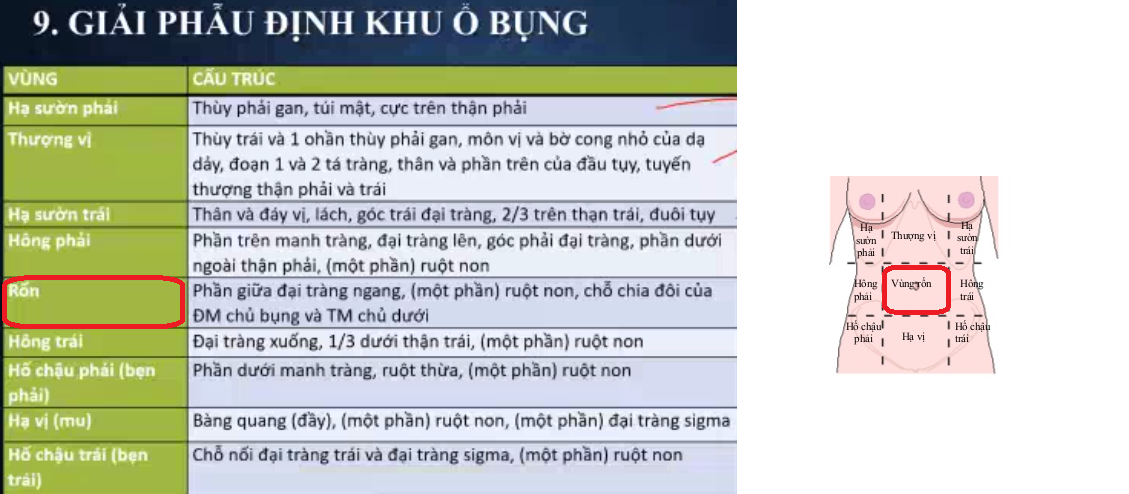 9. GIẢI PHẪU ĐỊNH KHU Ổ BỤNG
VÙNG
CẤU TRÚC
Hạ sườn phải
Thùy phải gan, túi mật, cực trên thận phải
Thượng vị
Thùy trái và 1 ohần thùy phải gan, môn vị và bờ cong nhỏ của dạ
dảy, đoạn 1 và 2 tá tràng, thân và phần trên của đầu tụy, tuyến
thượng thận phải và trái
Hạ sườn trái
Thân và đáy vị, lách, góc trái đại tràng, 2/3 trên thạn trái, đuôi tụy
Hông phải
Phần trên manh tràng, đại tràng lên, góc phải đại tràng, phần dưới
ngoài thận phải, (một phần) ruột non
Rốn
Phần giữa đại tràng ngang, (một phần) ruột non, chỗ chia đôi của
ĐM chủ bụng và TM chủ dưới
Hông trái
Đại tràng xuống, 1/3 dưới thận trái, (một phần) ruột non
Hố chậu phải (bẹn
phải)
Phần dưới manh tràng, ruột thừa, (một phần) ruột non
Hạ vị (mu)
Bàng quang (đầy), (một phần) ruột non, (một phần) đại tràng sigma
Hố chậu trái (bẹn
trái)
Chỗ nối đại tràng trái và đại tràng sigma, (một phần) ruột non
Hạ
sườn
phải
Thượng vị
Hạ
sườn
trái
Hông
phải
Vùng rốn
Hông
trái
Hố chậu
phải
Hạ vị
Hố chậu
trái